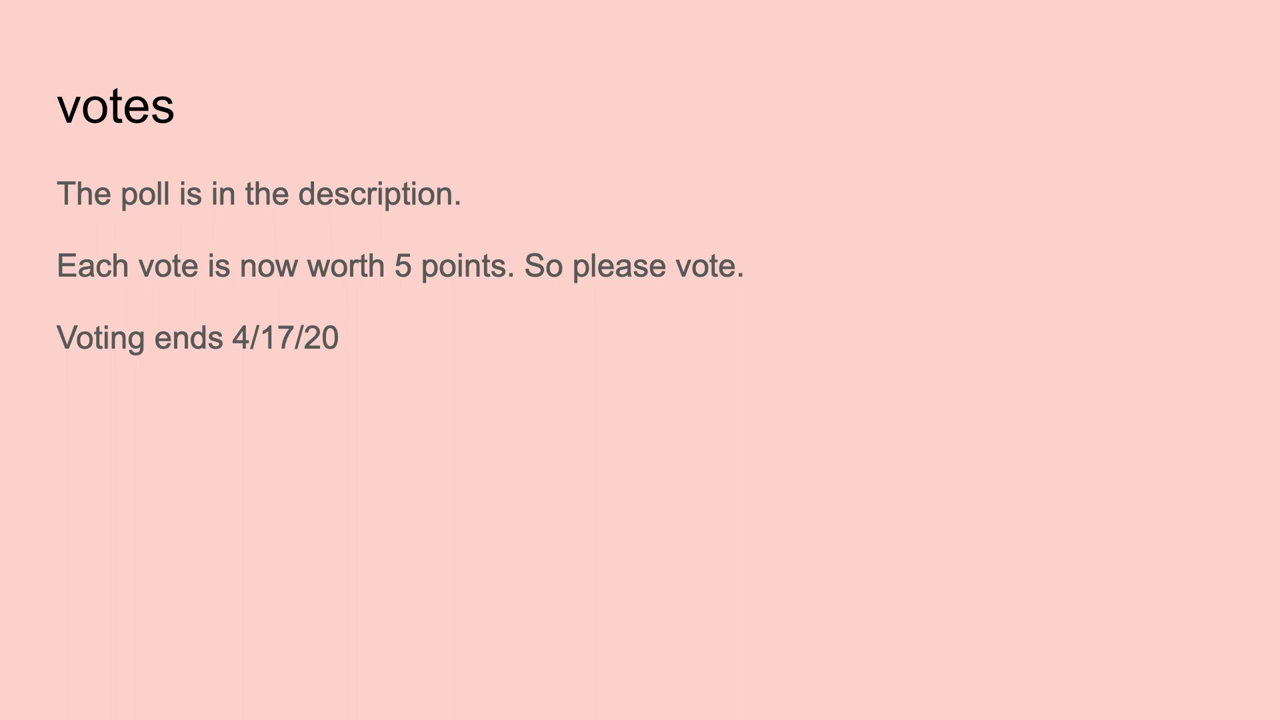 votes
The poll is in the description.
Each vote is now worth 5 points. So please vote.
Voting ends 4/17/20